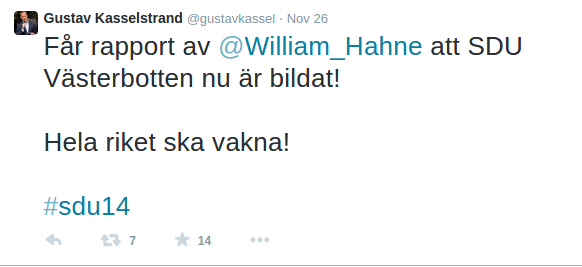 Gustav Kasselstrand @gustavkassel · Nov 26
Får rapport av @William_Hahne att SDU
Västerbotten nu är bildat!
Hela riket ska vakna!
#sdu14
7 14